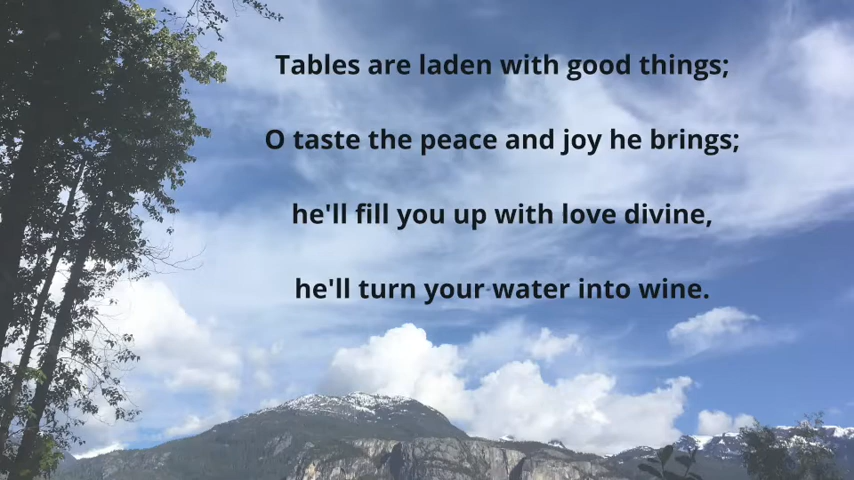 Tables are laden with good things;
O taste the peace and joy he brings;
he'll fill you up with love divine,
he'll turn your water into wine.